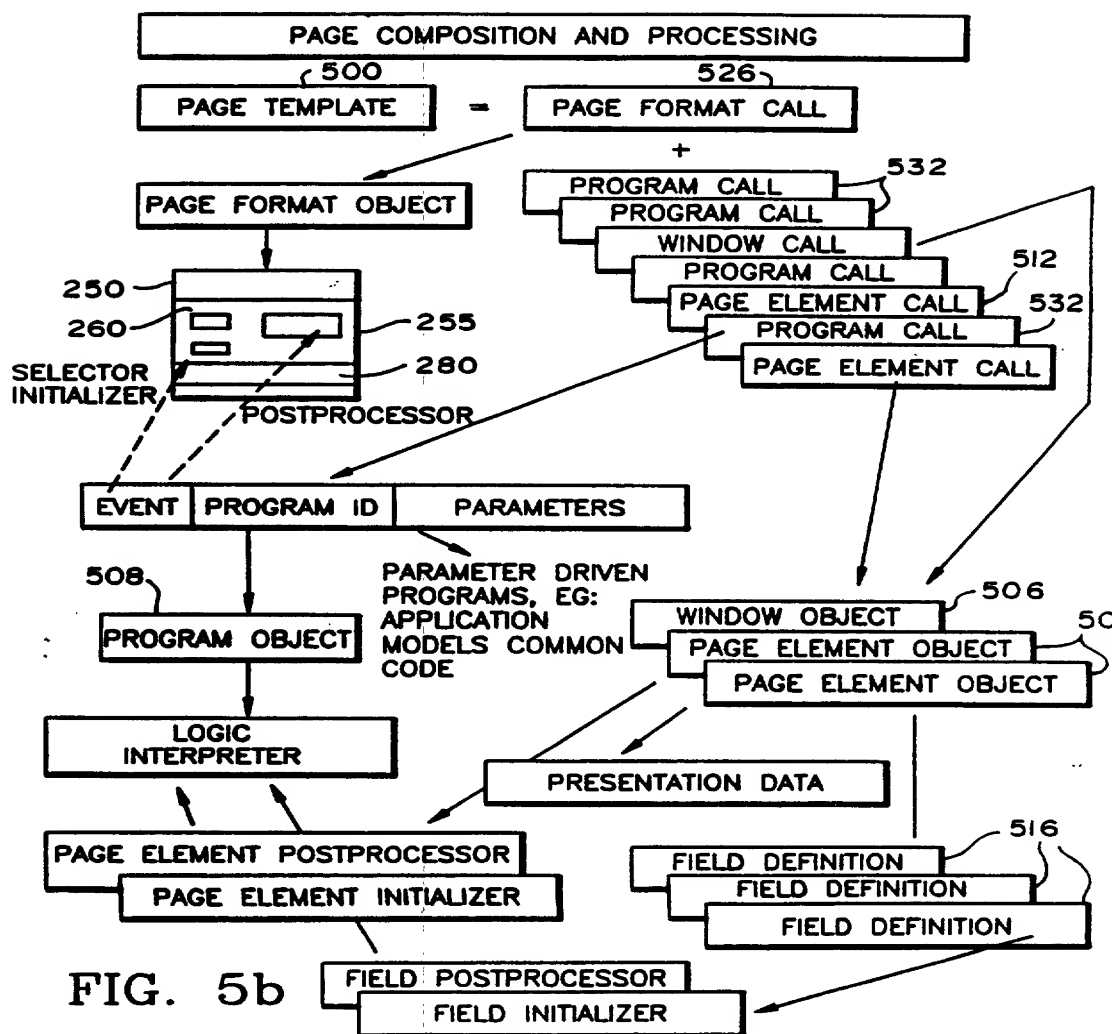 PAGE COMPOSITION AND PROCESSING
500
526
PAGE TEMPLATE
=
PAGE FORMAT CALL
+
PROGRAM CALL
532
PROGRAM CALL
WINDOW CALL
PROGRAM CALL
512
PAGE ELEMENT CALL
532
PROGRAM CALL
PAGE ELEMENT CALL
PAGE FORMAT OBJECT
250
260
255
280
SELECTOR
INITIALIZER
POSTPROCESSOR
EVENT
PROGRAM ID
PARAMETERS
PARAMETER DRIVEN
PROGRAMS, EG:
APPLICATION
MODELS COMMON
CODE
508
PROGRAM OBJECT
LOGIC
INTERPRETER
506
WINDOW OBJECT
50
PAGE ELEMENT OBJECT
PAGE ELEMENT OBJECT
PRESENTATION DATA
PAGE ELEMENT POSTPROCESSOR
PAGE ELEMENT INITIALIZER
516
FIELD DEFINITION
FIELD DEFINITION
FIELD DEFINITION
FIELD POSTPROCESSOR
FIELD INITIALIZER
FIG. 5b